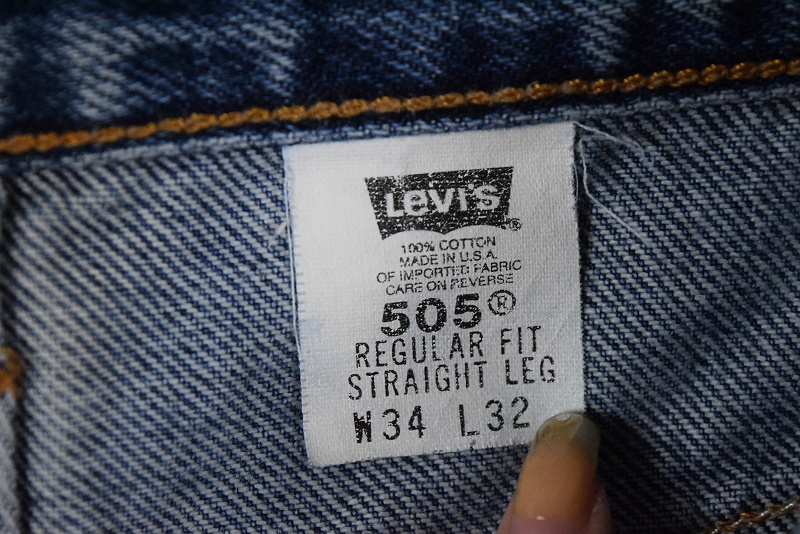 Levi's®
100% COTTON
MADE IN U.S.A.
OF IMPORTED FABRIC
CARE ON REVERSE
505®
REGULAR FIT
STRAIGHT LEG
W34 L32